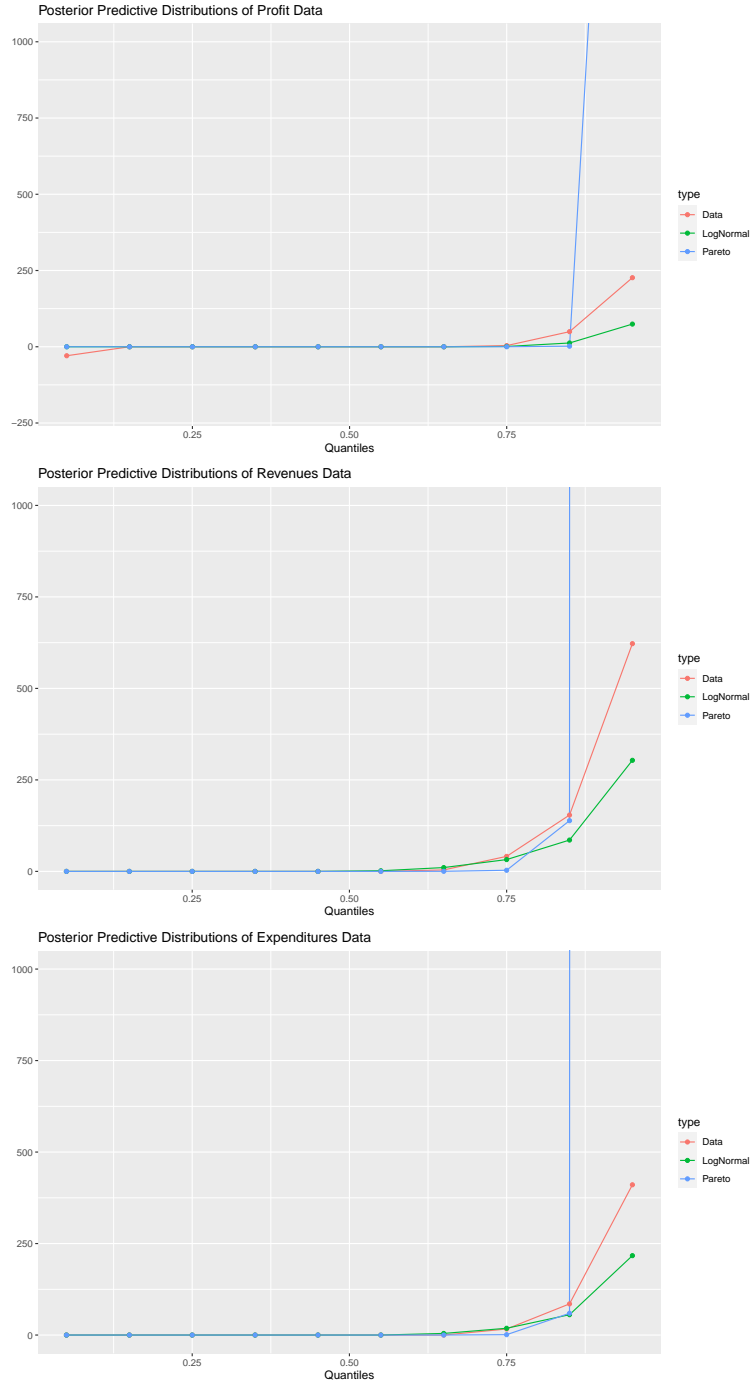 Posterior Predictive Distributions of Profit Data
1000
750
500
250
0
−250
0.25
0.50
0.75
Quantiles
type
Data
LogNormal
Pareto
Posterior Predictive Distributions of Revenues Data
1000
750
500
250
0
0.25
0.50
0.75
Quantiles
type
Data
LogNormal
Pareto
Posterior Predictive Distributions of Expenditures Data
1000
750
500
250
0
0.25
0.50
0.75
Quantiles
type
Data
LogNormal
Pareto